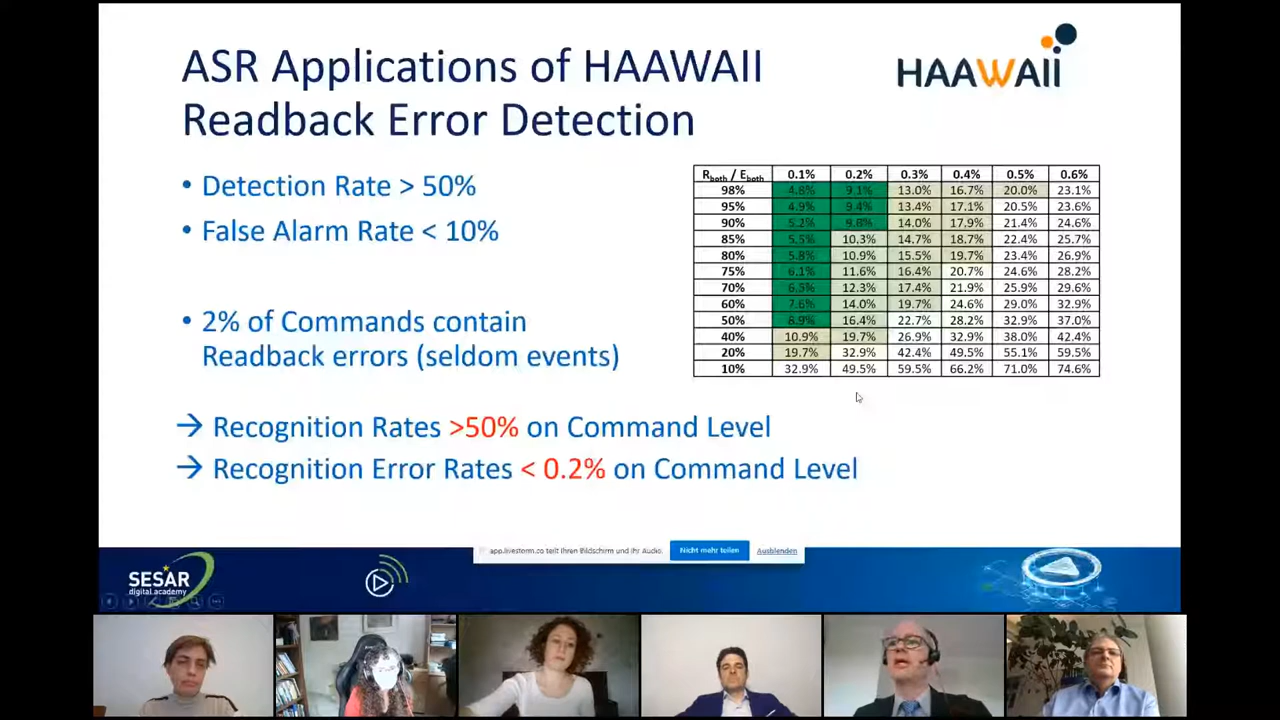 ASR Applications of HAAWAII
Readback Error Detection
HAAWAII
• Detection Rate > 50%
• False Alarm Rate < 10%
• 2% of Commands contain
Readback errors (seldom events)
Rboth / Eboth 0.1% 0.2% 0.3% 0.4% 0.5% 0.6%
98% 4.8% 9.1% 13.0% 16.7% 20.0% 23.1%
95% 4.9% 9.4% 13.4% 17.1% 20.5% 23.6%
90% 5.2% 9.8% 14.0% 17.9% 21.4% 24.6%
85% 5.5% 10.3% 14.7% 18.7% 22.4% 25.7%
80% 5.8% 10.9% 15.5% 19.7% 23.4% 26.9%
75% 6.1% 11.6% 16.4% 20.7% 24.6% 28.2%
70% 6.5% 12.3% 17.4% 21.9% 25.9% 29.6%
60% 7.6% 14.0% 19.7% 24.6% 29.0% 32.9%
50% 8.9% 16.4% 22.7% 28.2% 32.9% 37.0%
40% 10.9% 19.7% 26.9% 32.9% 38.0% 42.4%
20% 19.7% 32.9% 42.4% 49.5% 55.1% 59.5%
10% 32.9% 49.5% 59.5% 66.2% 71.0% 74.6%
→ Recognition Rates >50% on Command Level
→ Recognition Error Rates < 0.2% on Command Level
app.livestorm.co teilt Ihren Bildschirm und Ihr Audio.
Nicht mehr teilen
Ausblenden
SESAR
digital academy